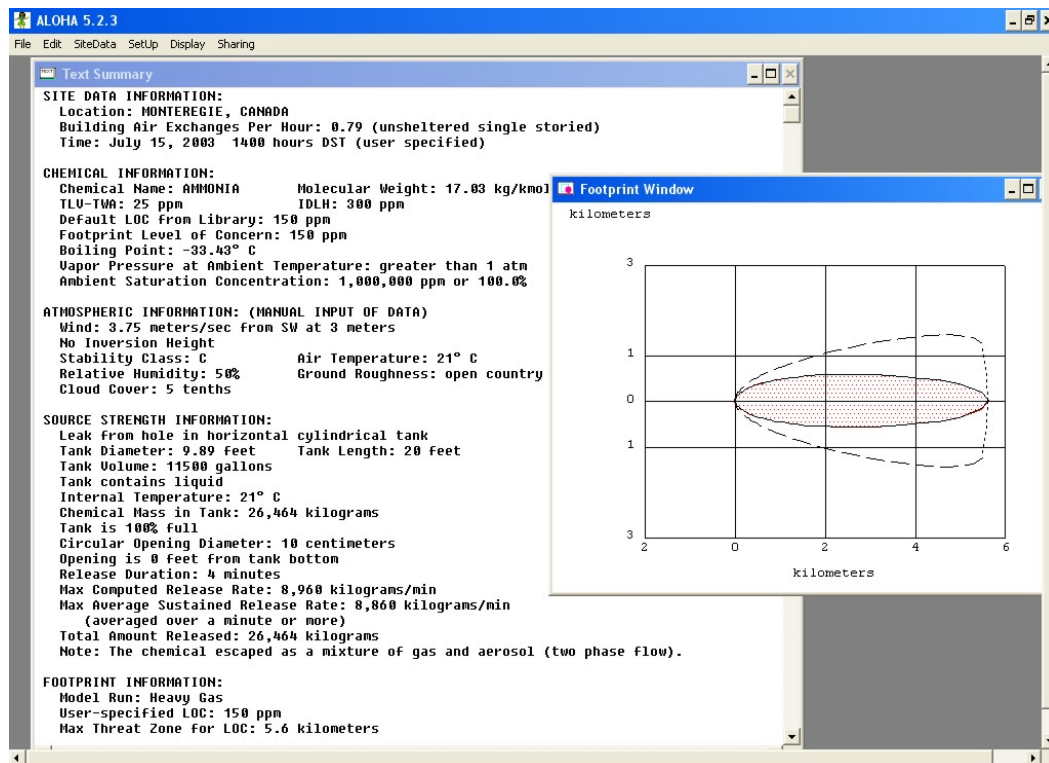 ALOHA 5.2.3
File Edit SiteData SetUp Display Sharing
TEXT Text Summary
SITE DATA INFORMATION:
Location: MONTEREGIE, CANADA
Building Air Exchanges Per Hour: 0.79 (unsheltered single storied)
Time: July 15, 2003 1400 hours DST (user specified)
CHEMICAL INFORMATION:
Chemical Name: AMMONIA Molecular Weight: 17.03 kg/kmol
TLV-TWA: 25 ppm IDLH: 300 ppm
Default LOC from Library: 150 ppm
Footprint Level of Concern: 150 ppm
Boiling Point: -33.43° C
Vapor Pressure at Ambient Temperature: greater than 1 atm
Ambient Saturation Concentration: 1,000,000 ppm or 100.0%
ATMOSPHERIC INFORMATION: (MANUAL INPUT OF DATA)
Wind: 3.75 meters/sec from SW at 3 meters
No Inversion Height
Stability Class: C Air Temperature: 21° C
Relative Humidity: 50% Ground Roughness: open country
Cloud Cover: 5 tenths
SOURCE STRENGTH INFORMATION:
Leak from hole in horizontal cylindrical tank
Tank Diameter: 9.89 feet Tank Length: 20 feet
Tank Volume: 11500 gallons
Tank contains liquid
Internal Temperature: 21° C
Chemical Mass in Tank: 26,464 kilograms
Tank is 100% full
Circular Opening Diameter: 10 centimeters
Opening is 0 feet from tank bottom
Release Duration: 4 minutes
Max Computed Release Rate: 8,960 kilograms/min
Max Average Sustained Release Rate: 8,860 kilograms/min
(averaged over a minute or more)
Total Amount Released: 26,464 kilograms
Note: The chemical escaped as a mixture of gas and aerosol (two phase flow).
FOOTPRINT INFORMATION:
Model Run: Heavy Gas
User-specified LOC: 150 ppm
Max Threat Zone for LOC: 5.6 kilometers
Footprint Window
kilometers
3
1
0
1
3
2 0 2 4 6
kilometers